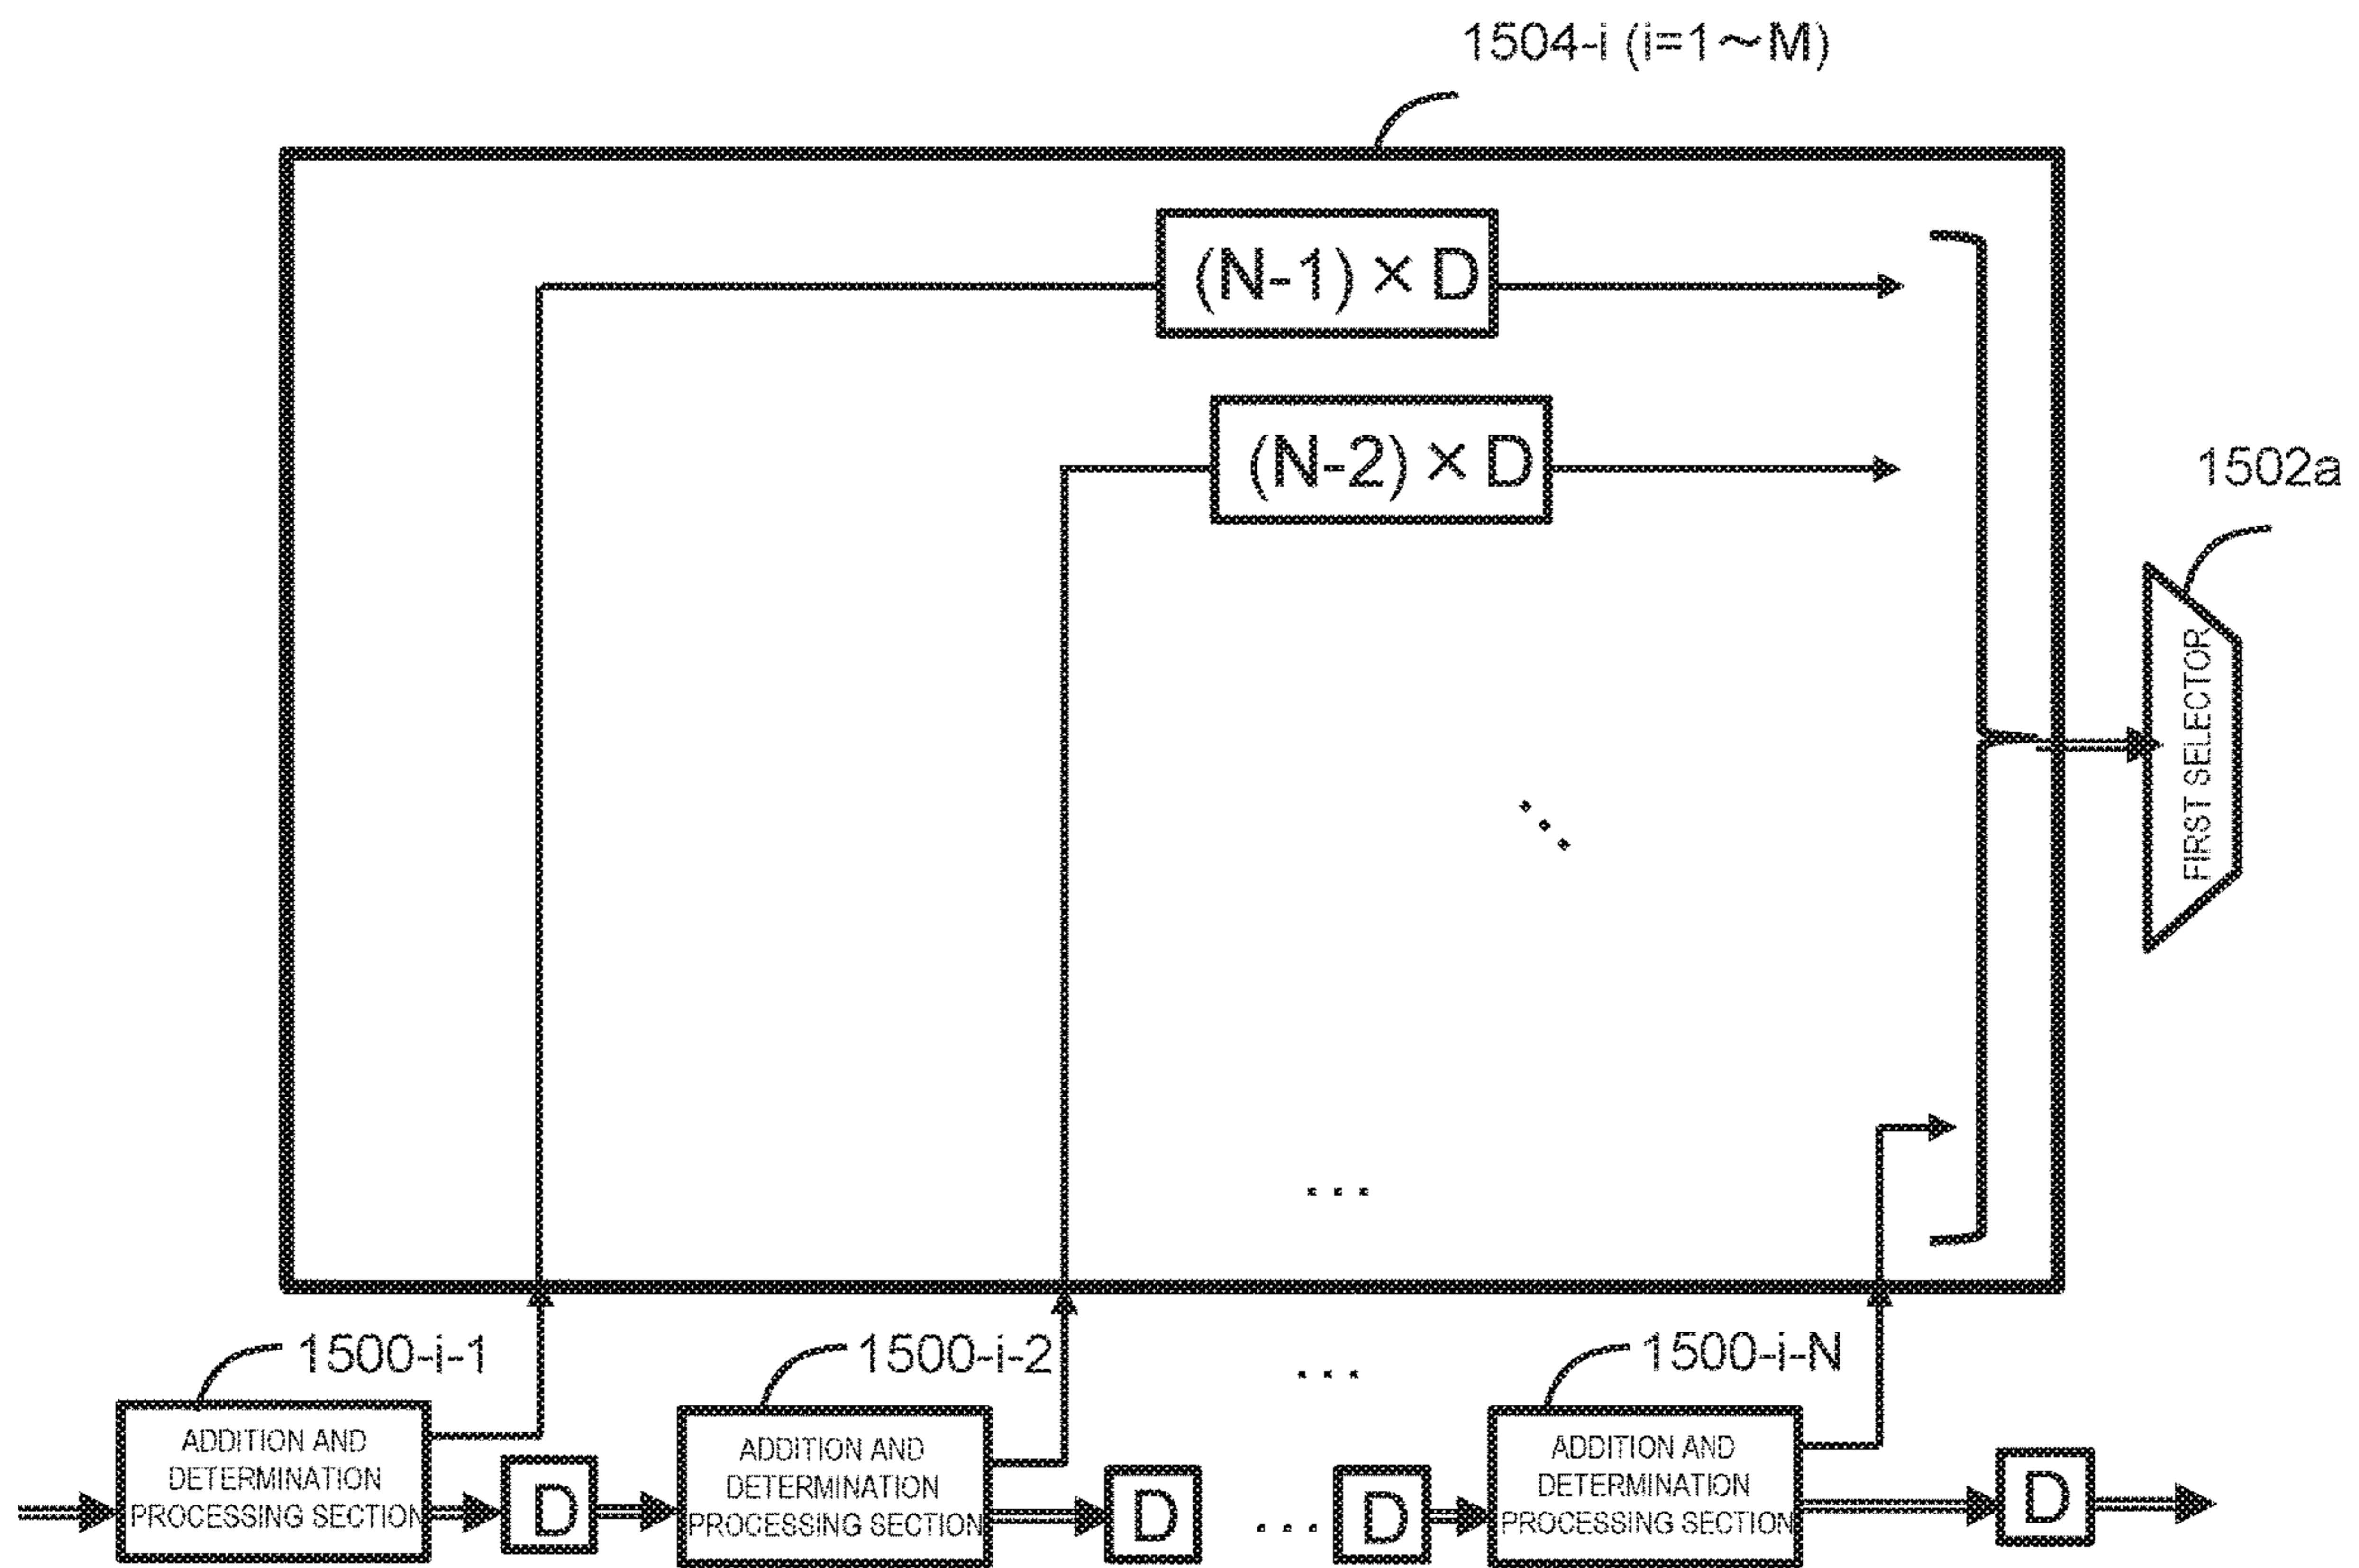 1504-i (i=1～M)
(N-1) × D
(N-2) × D
1502a
FIRST SELECTOR
⋱
...
1500-i-1
1500-i-2
...
1500-i-N
ADDITION AND
DETERMINATION
PROCESSING SECTION
D
ADDITION AND
DETERMINATION
PROCESSING SECTION
D
...
D
ADDITION AND
DETERMINATION
PROCESSING SECTION
D